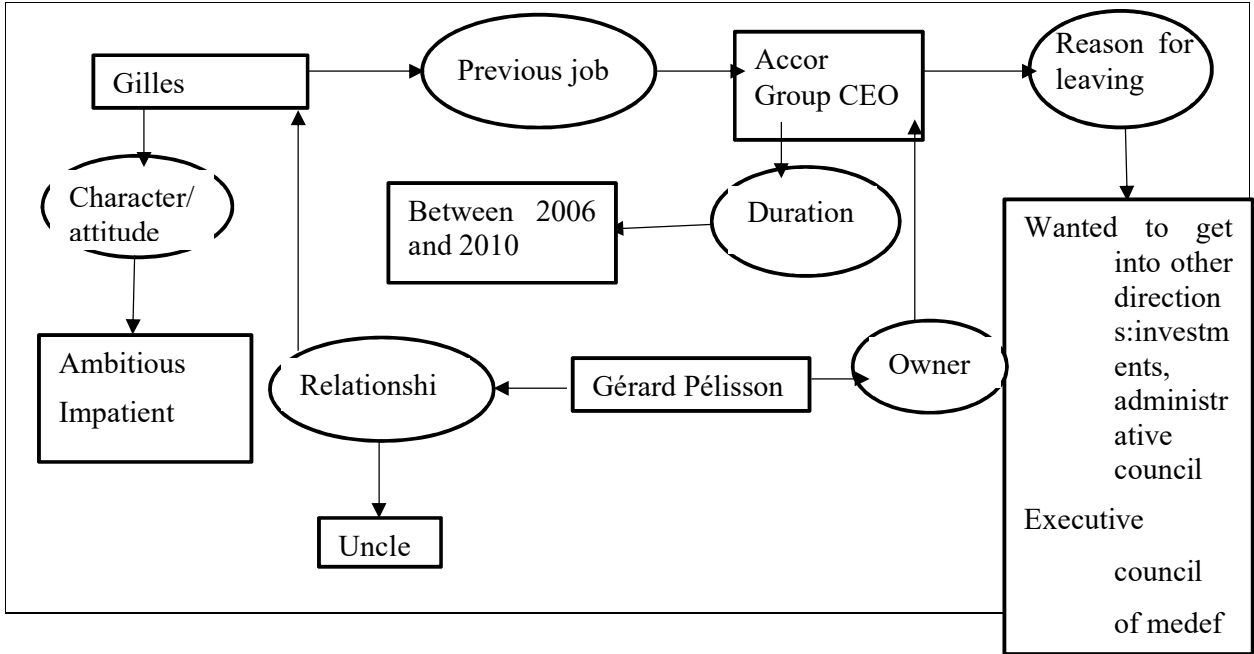 Gilles
Previous job
Accor
Group CEO
Reason for
leaving
Character/
attitude
Between 2006
and 2010
Duration
Wanted to get
into other
direction
s:investm
ents,
administr
ative
council
Executive
council
of medef
Ambitious
Impatient
Relationshi
Gérard Pélisson
Owner
Uncle